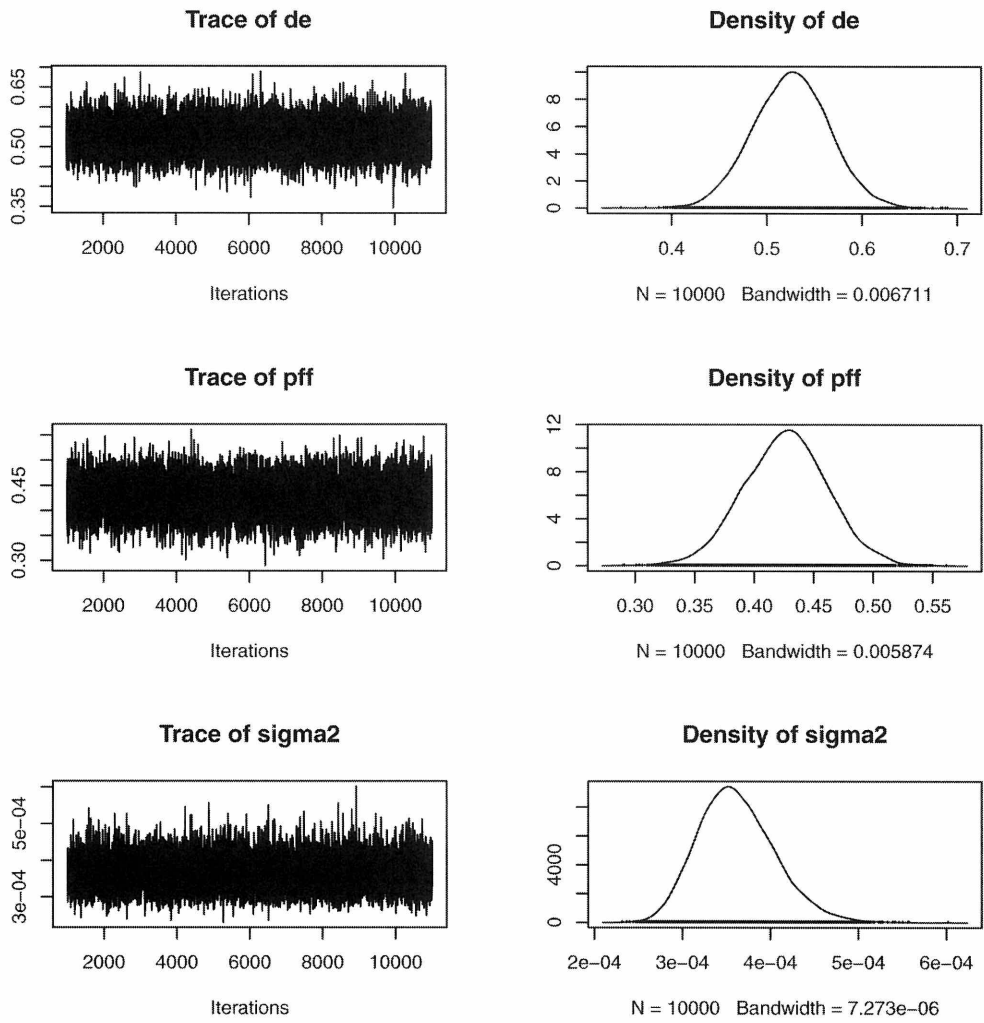 Trace of de
0.35 0.50 0.65
2000 4000 6000 8000 10000
Iterations
Density of de
0 2 4 6 8
0.4 0.5 0.6 0.7
N = 10000 Bandwidth = 0.006711
Trace of pff
0.30 0.45
2000 4000 6000 8000 10000
Iterations
Density of pff
0 4 8 12
0.30 0.35 0.40 0.45 0.50 0.55
N = 10000 Bandwidth = 0.005874
Trace of sigma2
3e−04 5e−04
2000 4000 6000 8000 10000
Iterations
Density of sigma2
0 4000
2e−04 3e−04 4e−04 5e−04 6e−04
N = 10000 Bandwidth = 7.273e−06